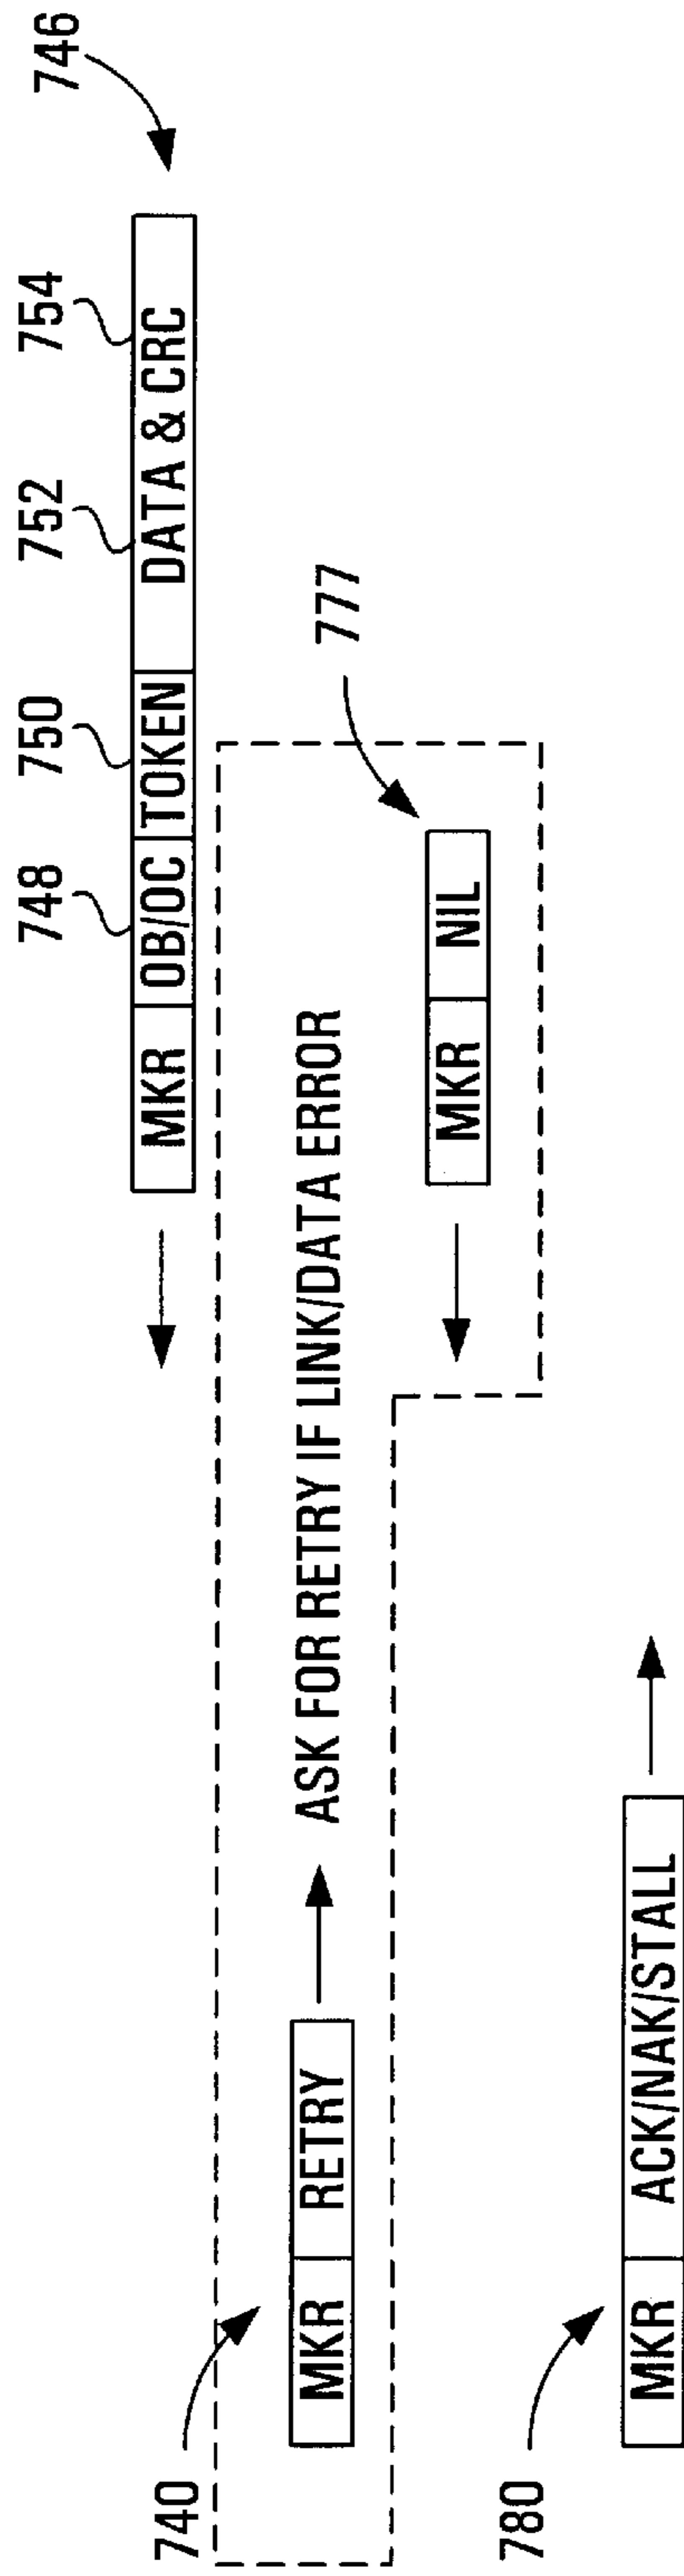 746
748 750 752 754
MKR OB/OC TOKEN DATA & CRC
777
740
MKR RETRY ASK FOR RETRY IF LINK/DATA ERROR
MKR NIL
780
MKR ACK/NAK/STALL